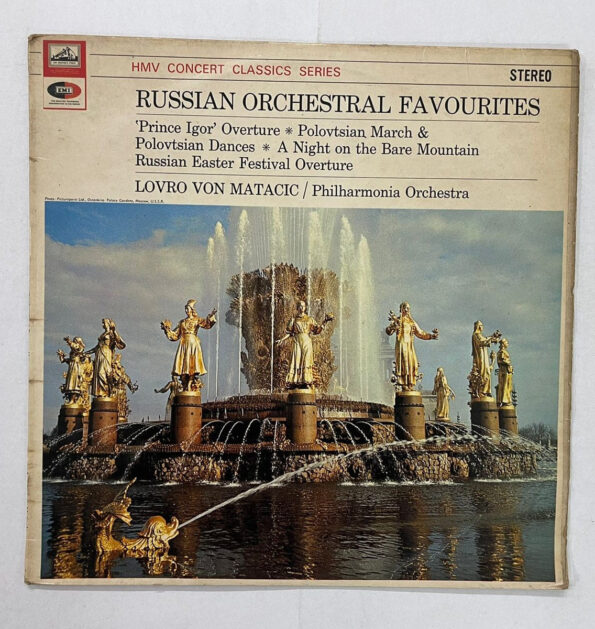 HMV CONCERT CLASSICS SERIES
STEREO
EMI
RUSSIAN ORCHESTRAL FAVOURITES
‘Prince Igor’ Overture * Polovtsian March &
Polovtsian Dances * A Night on the Bare Mountain
Russian Easter Festival Overture
LOVRO VON MATACIC / Philharmonia Orchestra